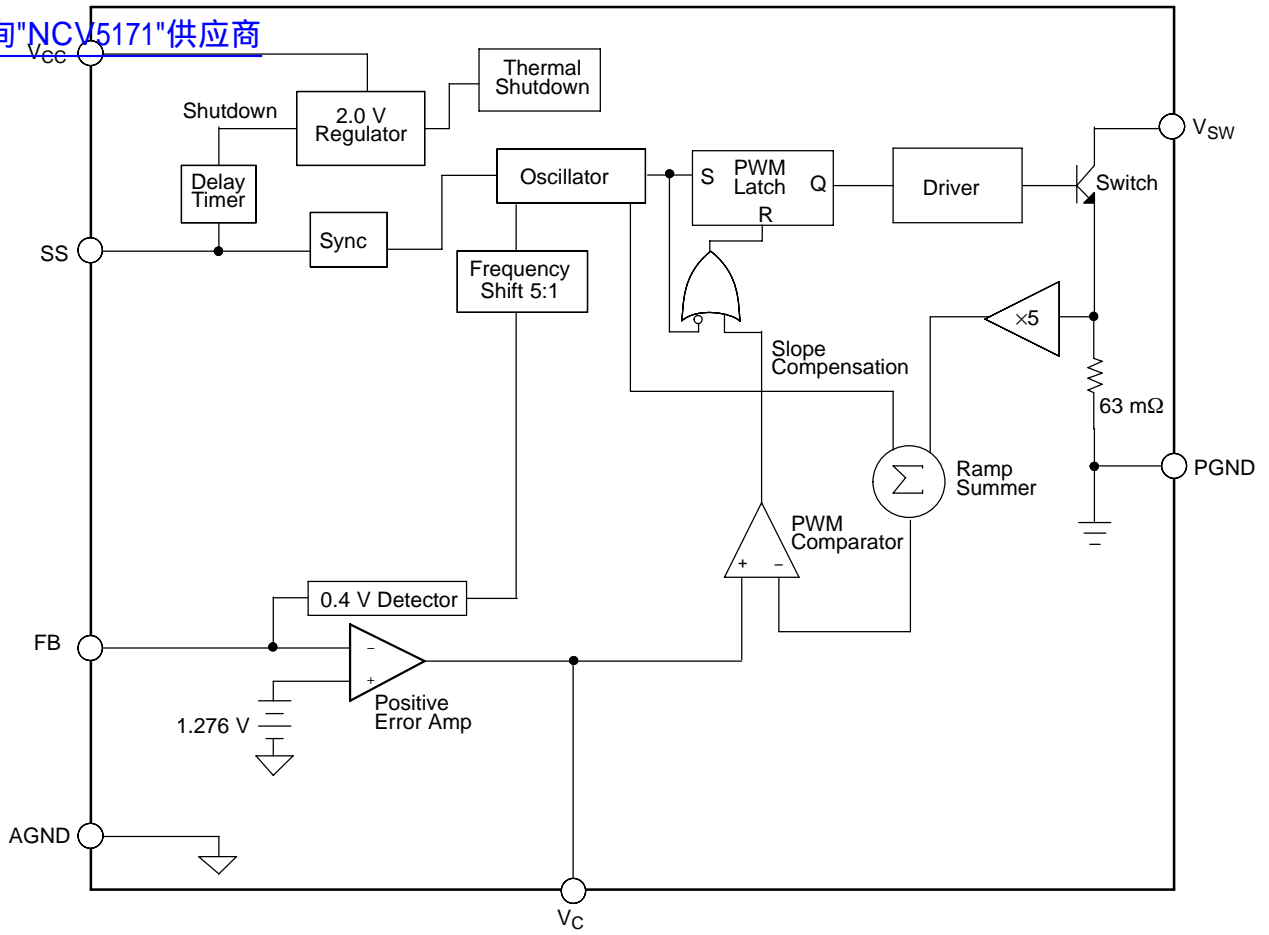 询"NCV5171"供应商
VCC
Thermal
Shutdown
Shutdown
2.0 V
Regulator
Delay
Timer
SS
Sync
Oscillator
Frequency
Shift 5:1
S
PWM
Latch
Q
R
Driver
VSW
Switch
×5
Slope
Compensation
63 mΩ
Σ
Ramp
Summer
PGND
PWM
Comparator
+ −
0.4 V Detector
FB
−
+
Positive
Error Amp
1.276 V
AGND
VC